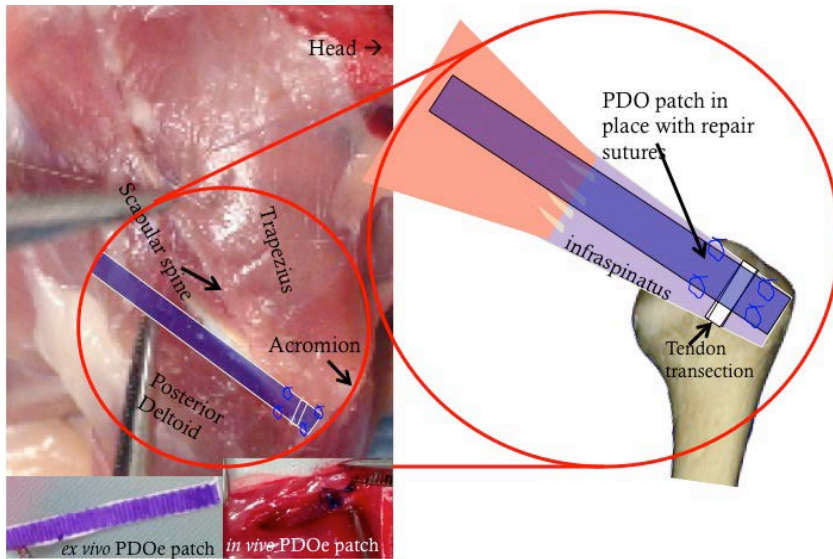 Head →
Scapular spine
Trapezius
Acromion
Posterior
Deltoid
ex vivo PDOe patch
in vivo PDOe patch
PDO patch in
place with repair
sutures
infraspinatus
Tendon
transection